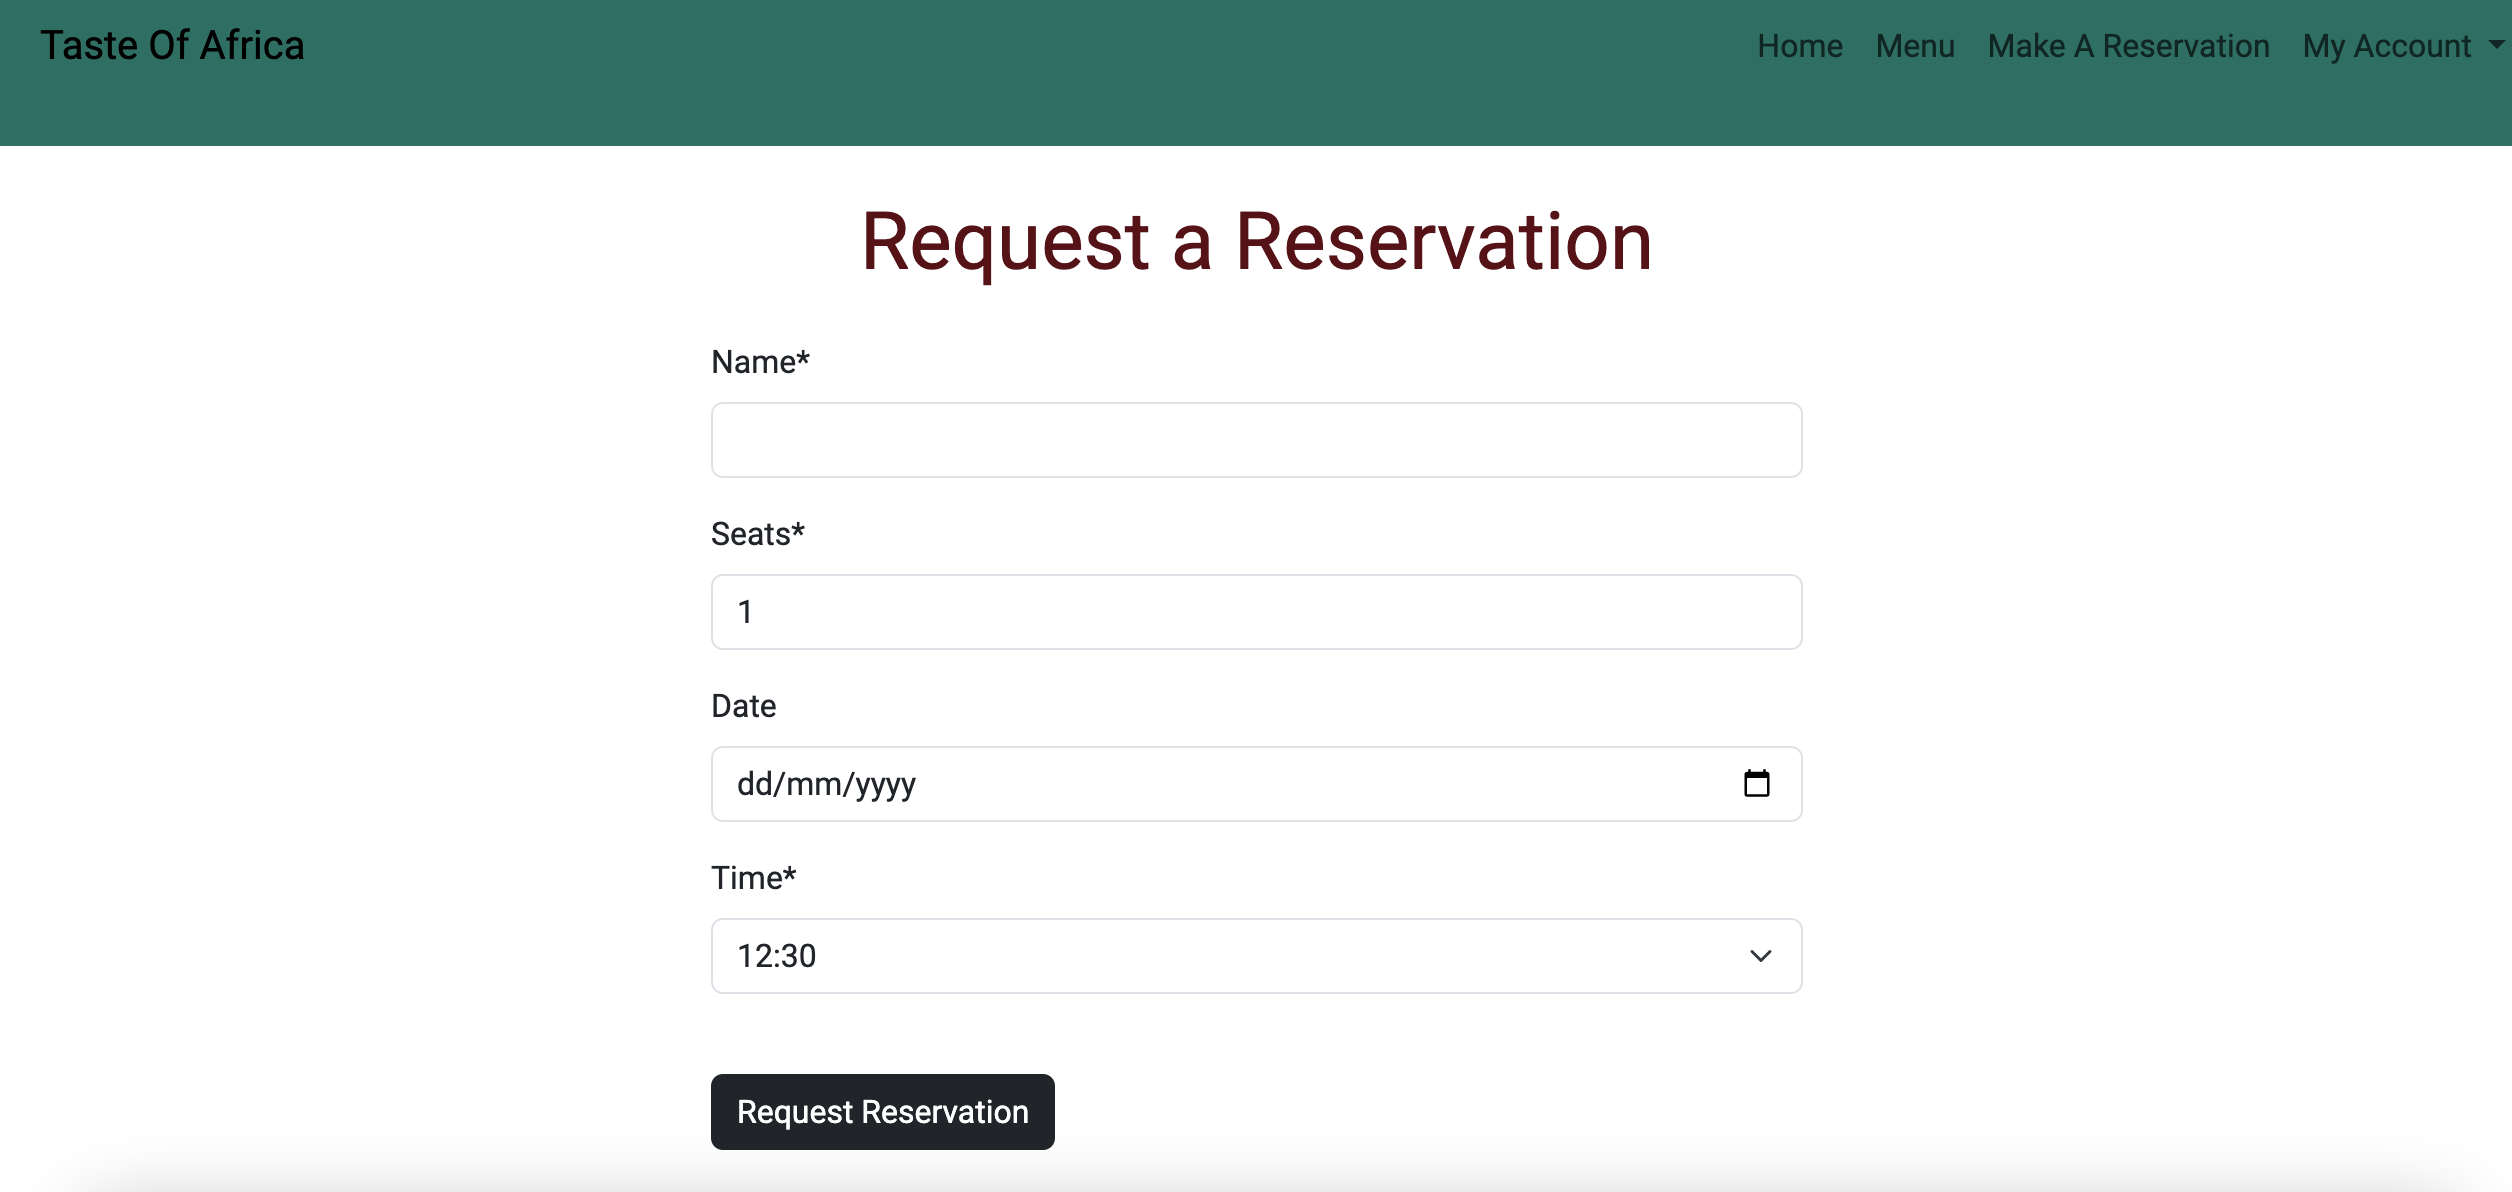 Taste Of Africa
Home Menu Make A Reservation My Account
Request a Reservation
Name*
Seats*
1
Date
dd/mm/yyyy
Time*
12:30
Request Reservation